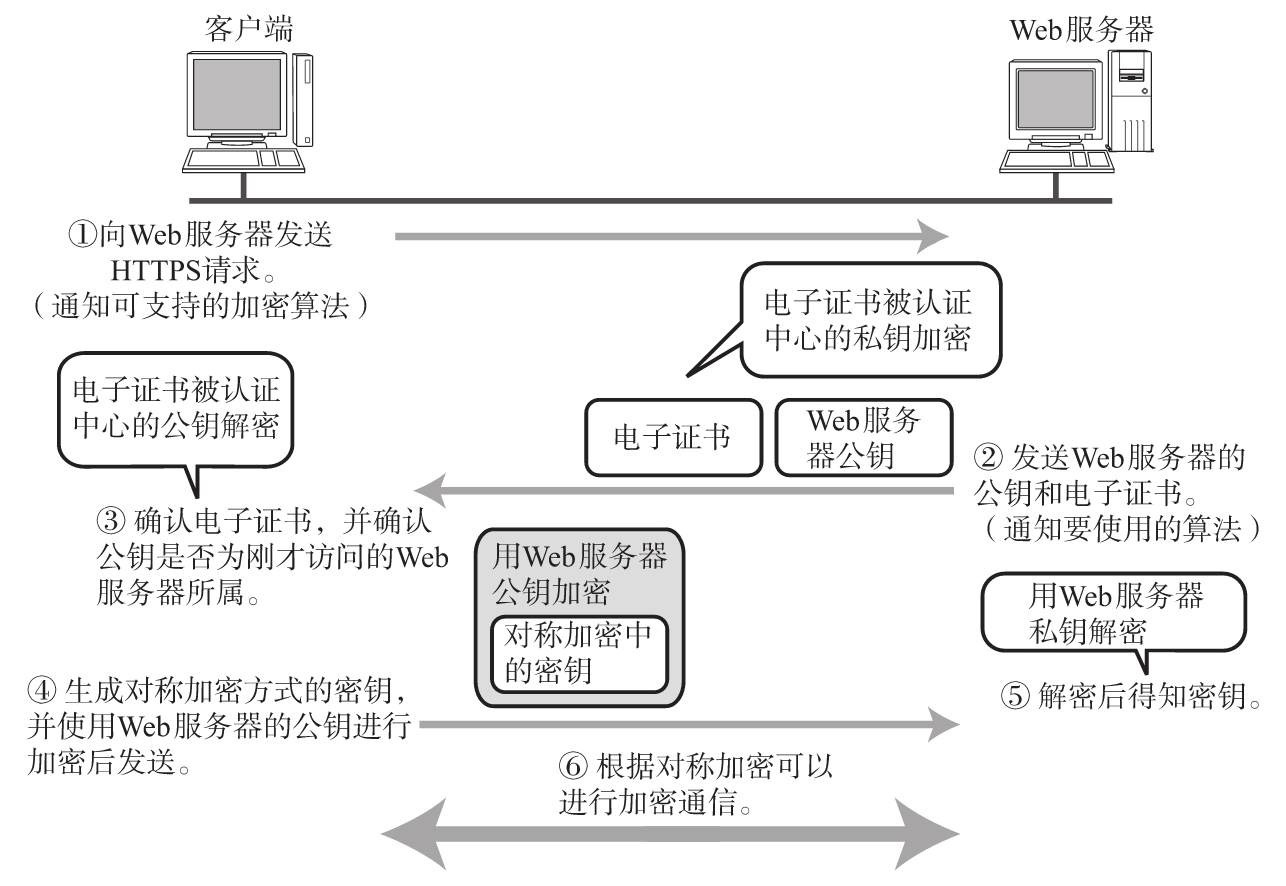 客户端
Web服务器
①向Web服务器发送
HTTPS请求。
（通知可支持的加密算法）
电子证书被认证
中心的私钥加密
电子证书被认证
中心的公钥解密
电子证书
Web服务
器公钥
② 发送Web服务器的
公钥和电子证书。
（通知要使用的算法）
③ 确认电子证书，并确认
公钥是否为刚才访问的Web
服务器所属。
用Web服务器
公钥加密
对称加密中
的密钥
用Web服务器
私钥解密
④ 生成对称加密方式的密钥，
并使用Web服务器的公钥进行
加密后发送。
⑤ 解密后得知密钥。
⑥ 根据对称加密可以
进行加密通信。